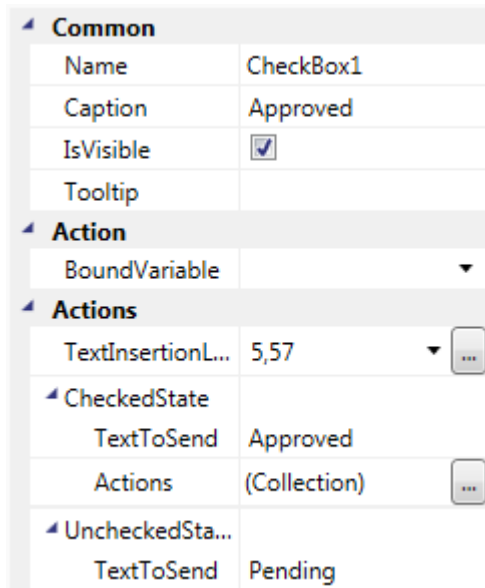 Common
Name CheckBox1
Caption Approved
IsVisible
Tooltip
Action
BoundVariable
Actions
TextInsertionL... 5,57 ...
CheckedState
TextToSend Approved
Actions (Collection) ...
UncheckedSta...
TextToSend Pending